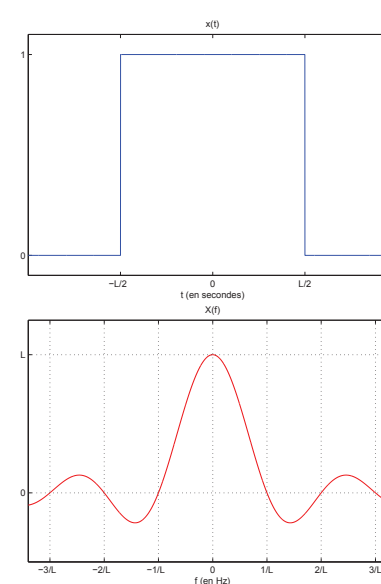 x(t)
1
0
−L/2 0 L/2
t (en secondes)
X(f)
L
0
−3/L −2/L −1/L 0 1/L 2/L 3/L
f (en Hz)